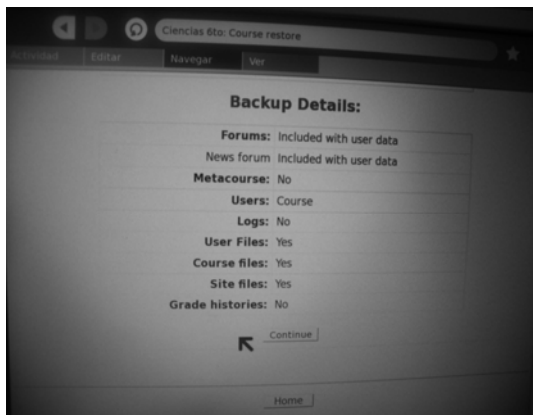 Ciencias 6to: Course restore
Actividad Editar Navegar Ver
Backup Details:
Forums: Included with user data
News forum Included with user data
Metacourse: No
Users: Course
Logs: No
User Files: Yes
Course files: Yes
Site files: Yes
Grade histories: No
Continue
Home